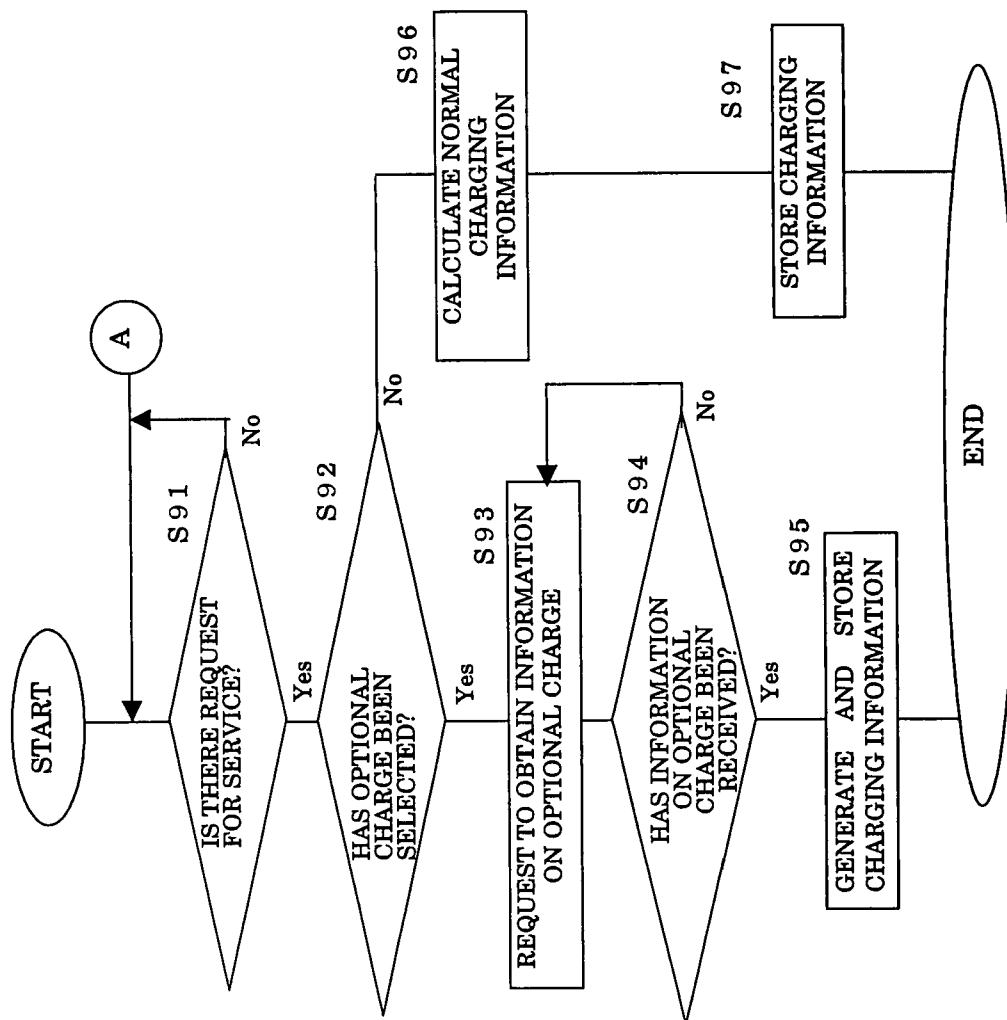 START
A
S91
IS THERE REQUEST
FOR SERVICE?
No
Yes
S92
HAS OPTIONAL
CHARGE BEEN
SELECTED?
No
Yes
S93
REQUEST TO OBTAIN INFORMATION
ON OPTIONAL CHARGE
S94
HAS INFORMATION
ON OPTIONAL
CHARGE BEEN
RECEIVED?
No
Yes
S95
GENERATE AND STORE
CHARGING INFORMATION
S96
CALCULATE NORMAL
CHARGING
INFORMATION
S97
STORE CHARGING
INFORMATION
END